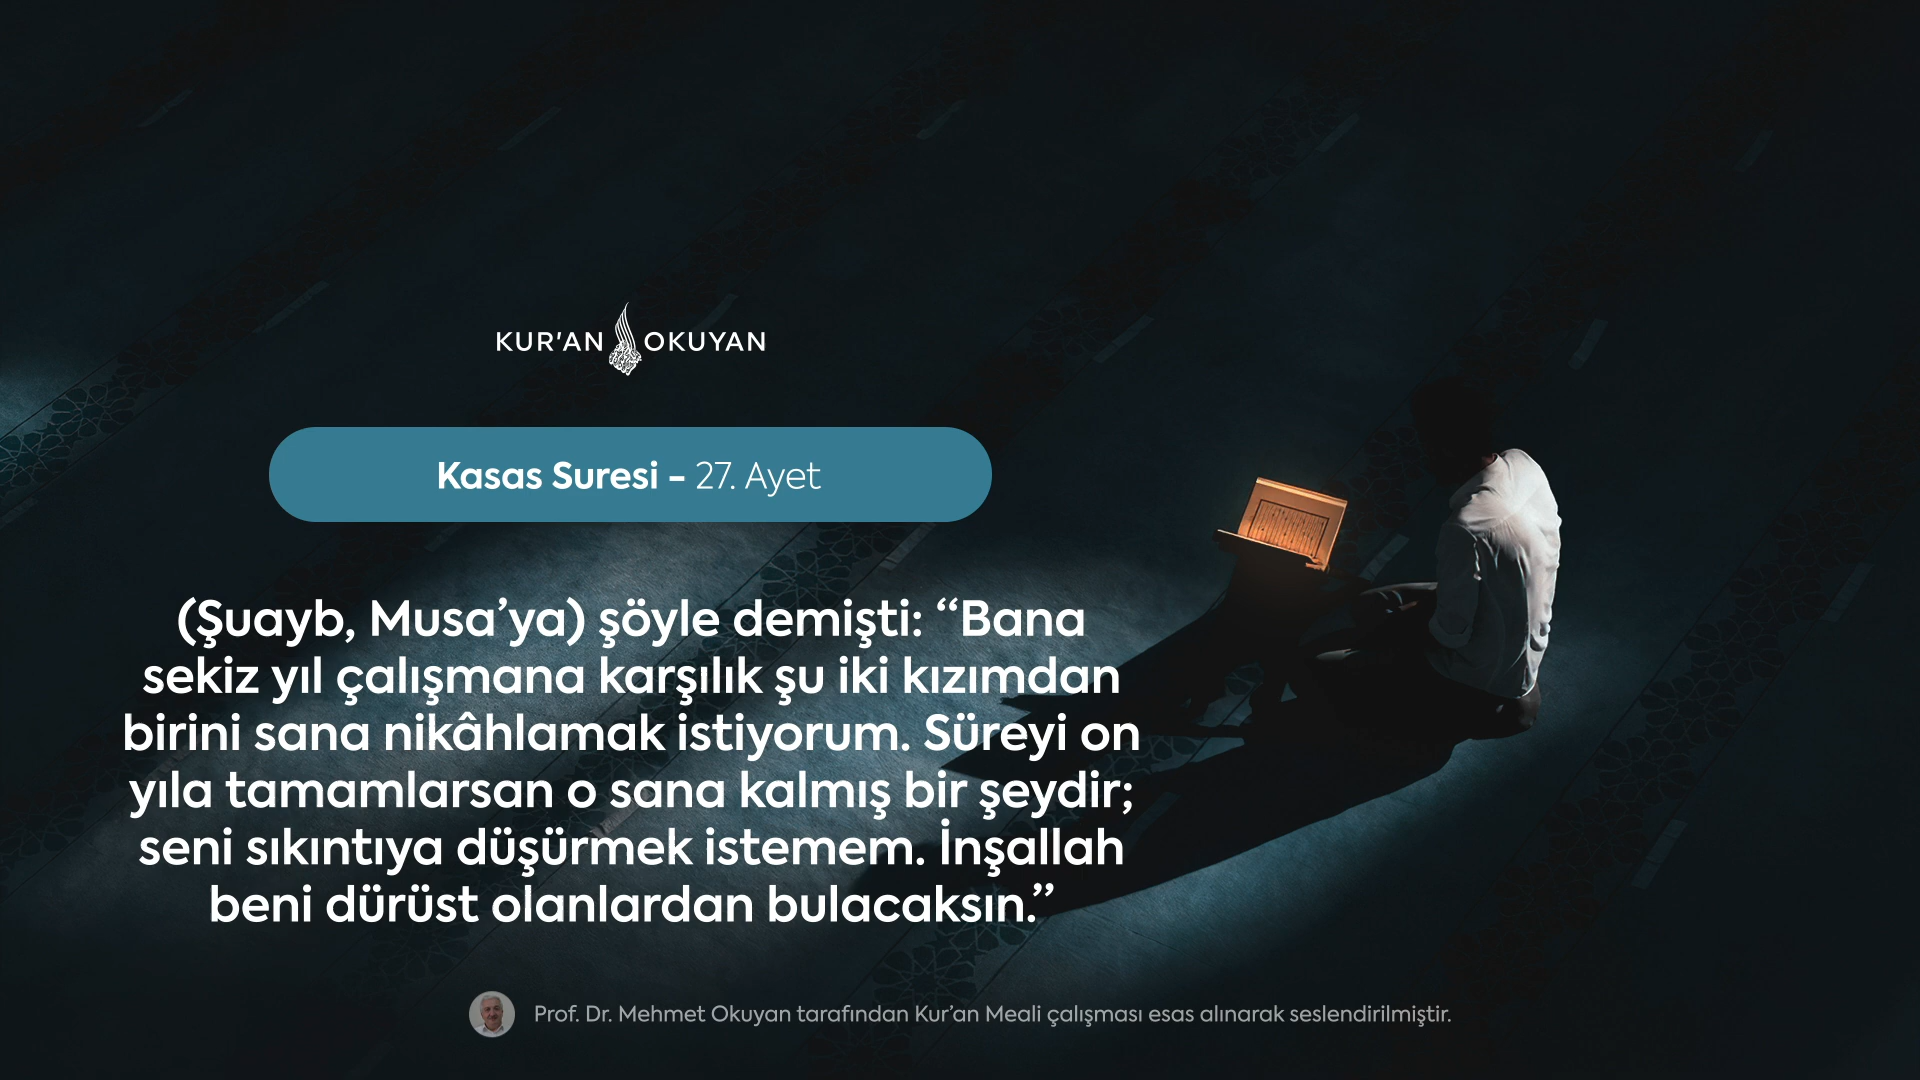 KUR'AN OKUYAN
Kasas Suresi - 27. Ayet
(Şuayb, Musa’ya) şöyle demişti: “Bana
sekiz yıl çalışmana karşılık şu iki kızımdan
birini sana nikâhlamak istiyorum. Süreyi on
yıla tamamlarsan o sana kalmış bir şeydir;
seni sıkıntıya düşürmek istemem. İnşallah
beni dürüst olanlardan bulacaksın.”
Prof. Dr. Mehmet Okuyan tarafından Kur’an Meali çalışması esas alınarak seslendirilmiştir.